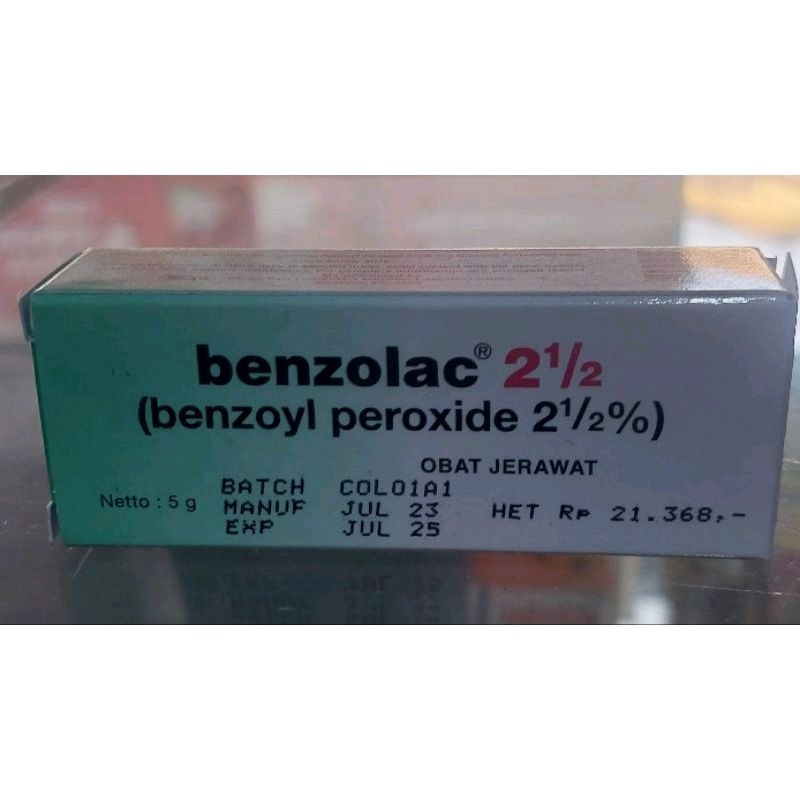 benzolac® 2½
(benzoyl peroxide 2½%)
OBAT JERAWAT
Netto : 5 g
BATCH COL01A1
MANUF JUL 23
EXP JUL 25
HET Rp 21.368,-